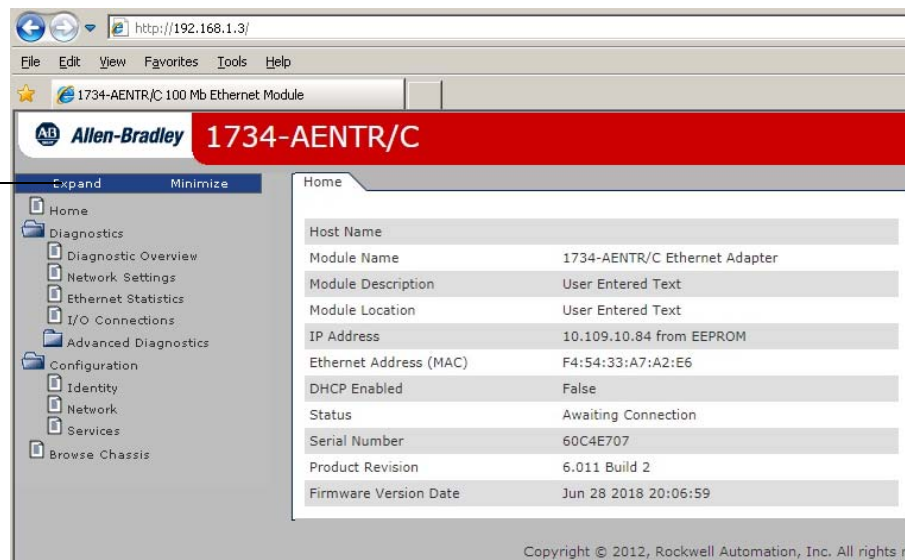 http://192.168.1.3/
File Edit View Favorites Tools Help
1734-AENTR/C 100 Mb Ethernet Module
AB Allen-Bradley 1734-AENTR/C
Expand Minimize
Home
Diagnostics
Diagnostic Overview
Network Settings
Ethernet Statistics
I/O Connections
Advanced Diagnostics
Configuration
Identity
Network
Services
Browse Chassis
Home
Host Name
Module Name 1734-AENTR/C Ethernet Adapter
Module Description User Entered Text
Module Location User Entered Text
IP Address 10.109.10.84 from EEPROM
Ethernet Address (MAC) F4:54:33:A7:A2:E6
DHCP Enabled False
Status Awaiting Connection
Serial Number 60C4E707
Product Revision 6.011 Build 2
Firmware Version Date Jun 28 2018 20:06:59
Copyright © 2012, Rockwell Automation, Inc. All rights